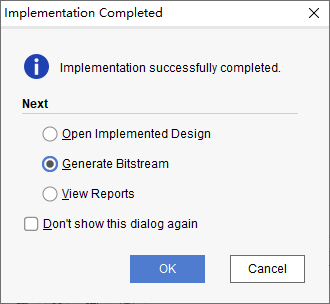 Implementation Completed
Implementation successfully completed.
Next
Open Implemented Design
Generate Bitstream
View Reports
Don't show this dialog again
OK
Cancel